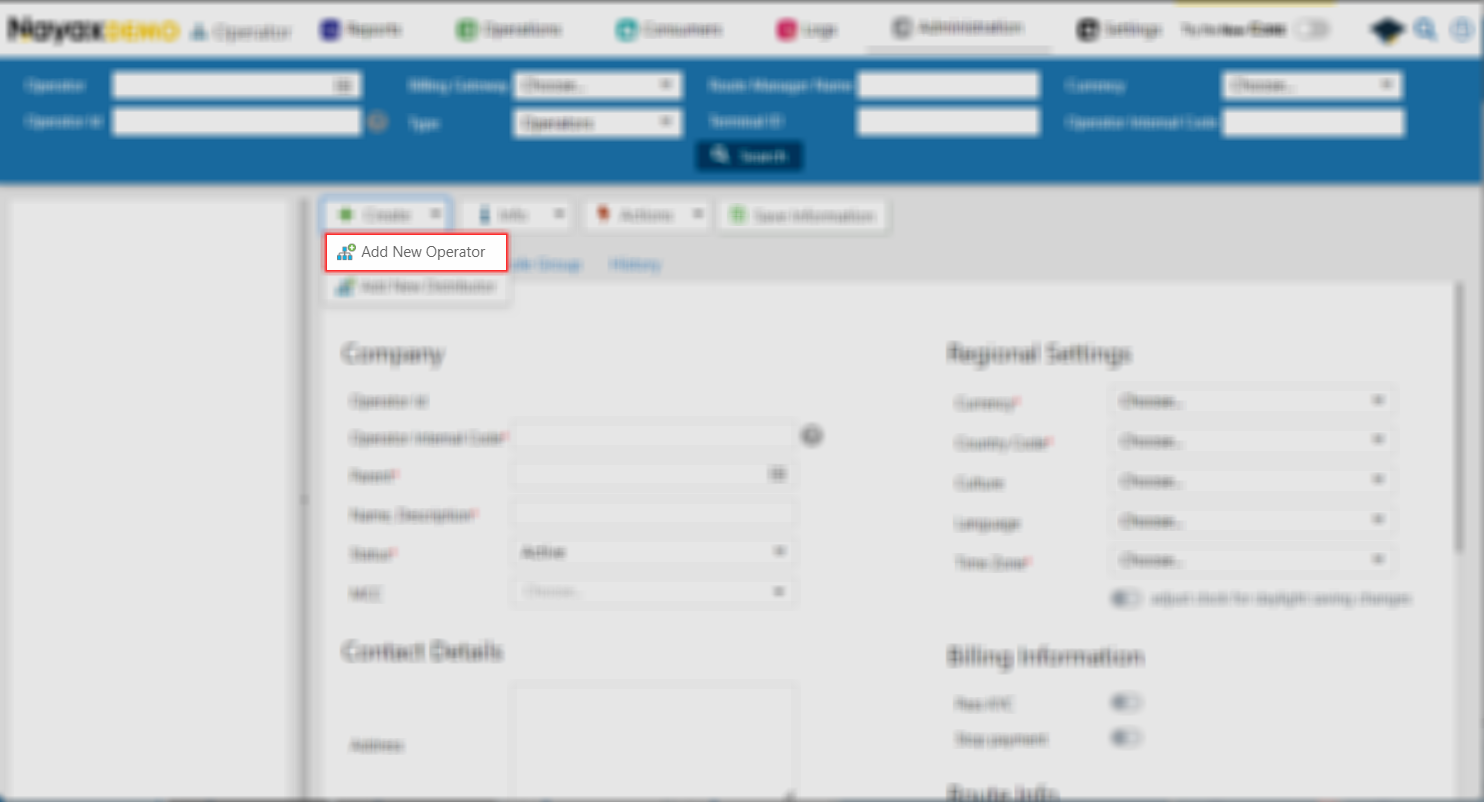 NayaxDEMO Operator Reports Operations Consumers Logs Administration Settings
Operator Billing Gateway Choose... Route Manager Name Currency Choose...
Operator Id Type Operators Terminal ID Operator Internal Code
Search
Create Info Actions Save Information
Add New Operator
History
Add New Distributor
Company Regional Settings
Operator Id Currency* Choose...
Operator Internal Code* Country Code* Choose...
Parent* Culture Choose...
Name, Description* Language Choose...
Status* Active Time Zone* Choose...
MCC Choose... adjust clock for daylight saving changes
Contact Details Billing Information
Pass KYC
Stop payment
Address
Route Info